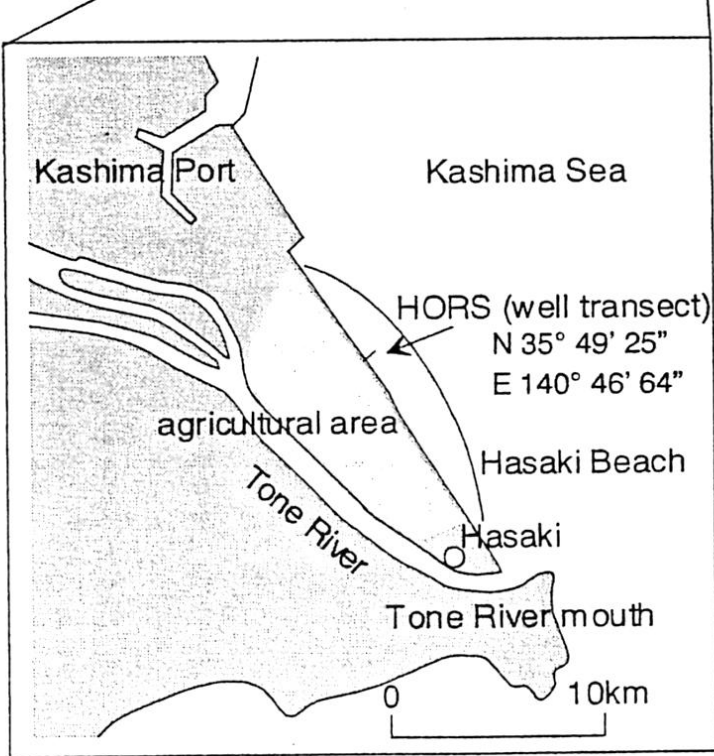 Kashima Port
Kashima Sea
HORS (well transect)
N 35° 49' 25”
E 140° 46' 64”
agricultural area
Hasaki Beach
Tone River
Hasaki
Tone River mouth
0 10km